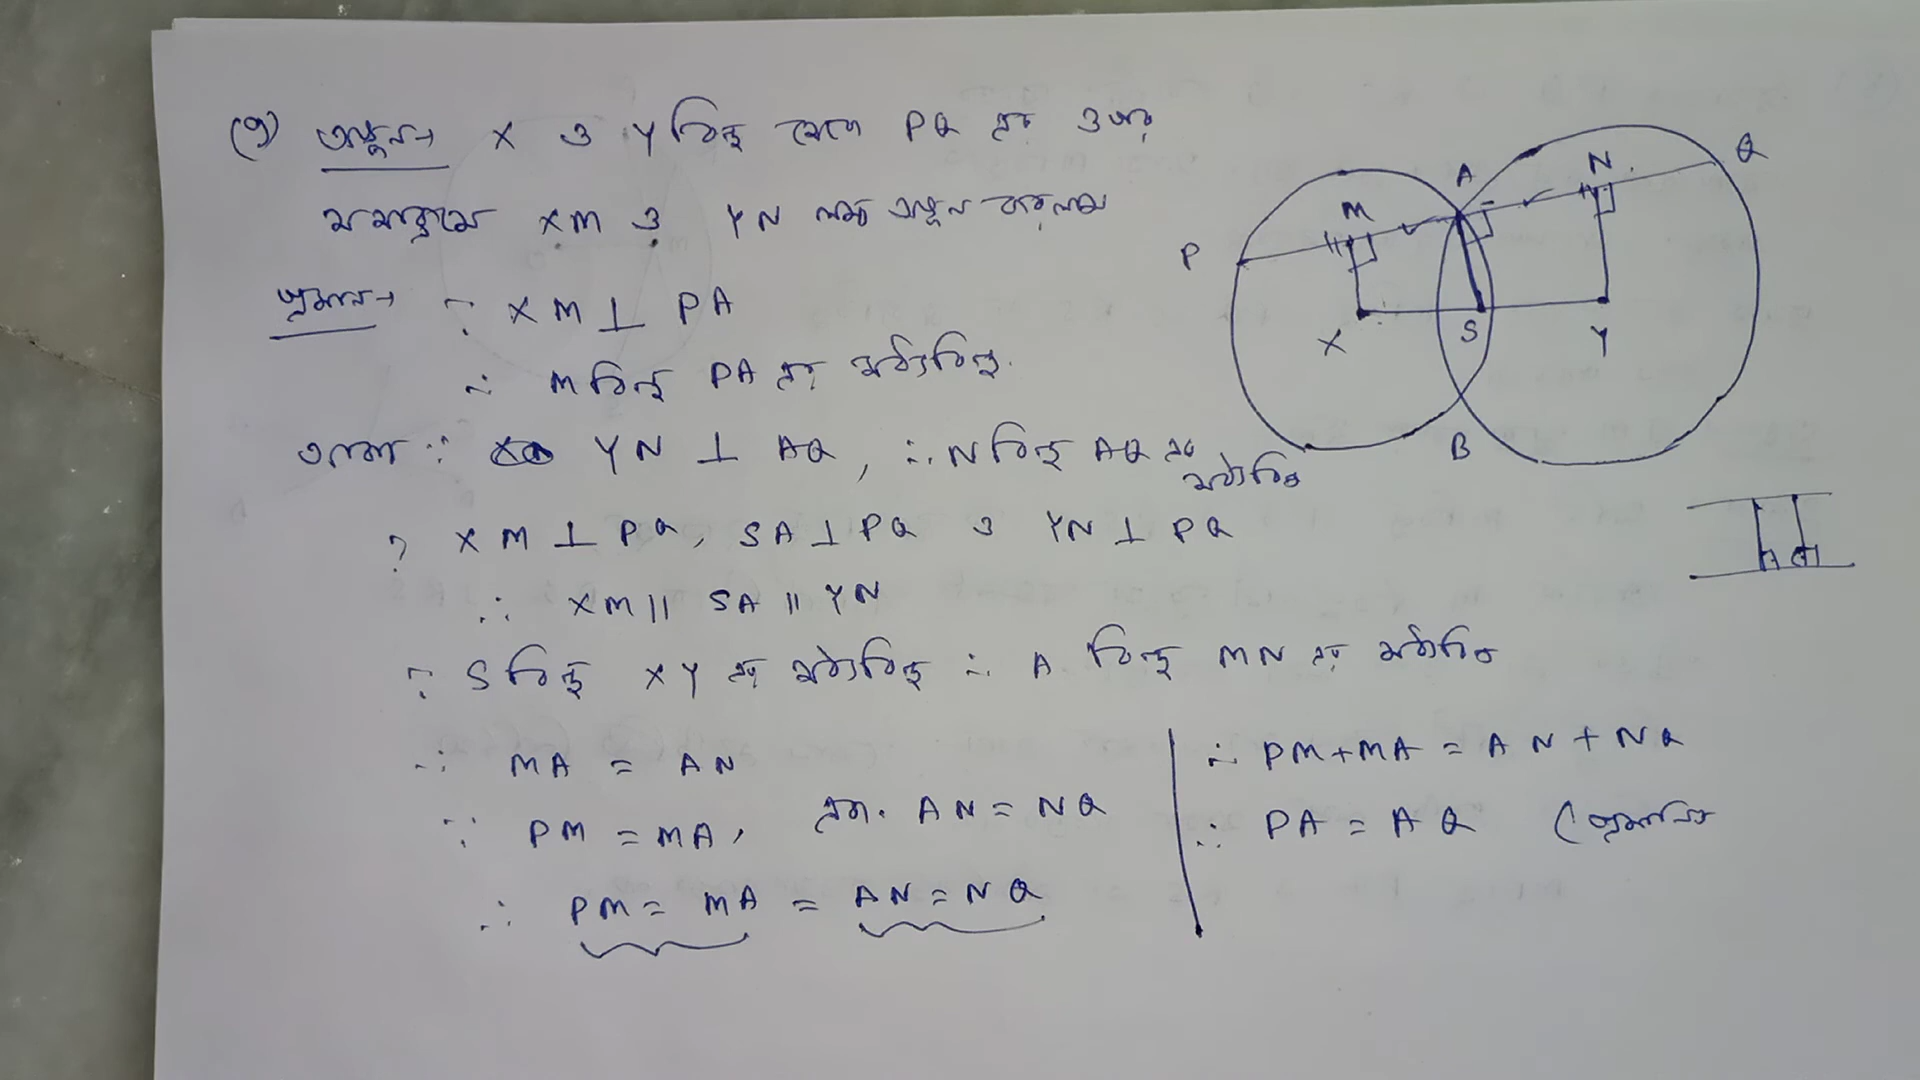 (9) অঙ্কন→ X ও Y বিন্দু থেকে PQ এর ওপর
যথাক্রমে XM ও YN লম্ব অঙ্কন করলাম
প্রমান→ ∵ XM ⊥ PA
∴ M বিন্দু PA এর মধ্যবিন্দু.
∵ YN ⊥ AQ, ∴ N বিন্দু AQ এর
মধ্যবিন্দু
∵ XM ⊥ PQ, SA ⊥ PQ ও YN ⊥ PQ
∴ XM || SA || YN
∵ S বিন্দু XY এর মধ্যবিন্দু ∴ A বিন্দু MN এর মধ্যবিন্দু
∴ MA = AN
∵ PM = MA, এবং AN = NQ
∴ PM = MA = AN = NQ
∴ PM + MA = AN + NQ
∴ PA = AQ (প্রমানিত
A
N
Q
M
P
X
S
Y
B